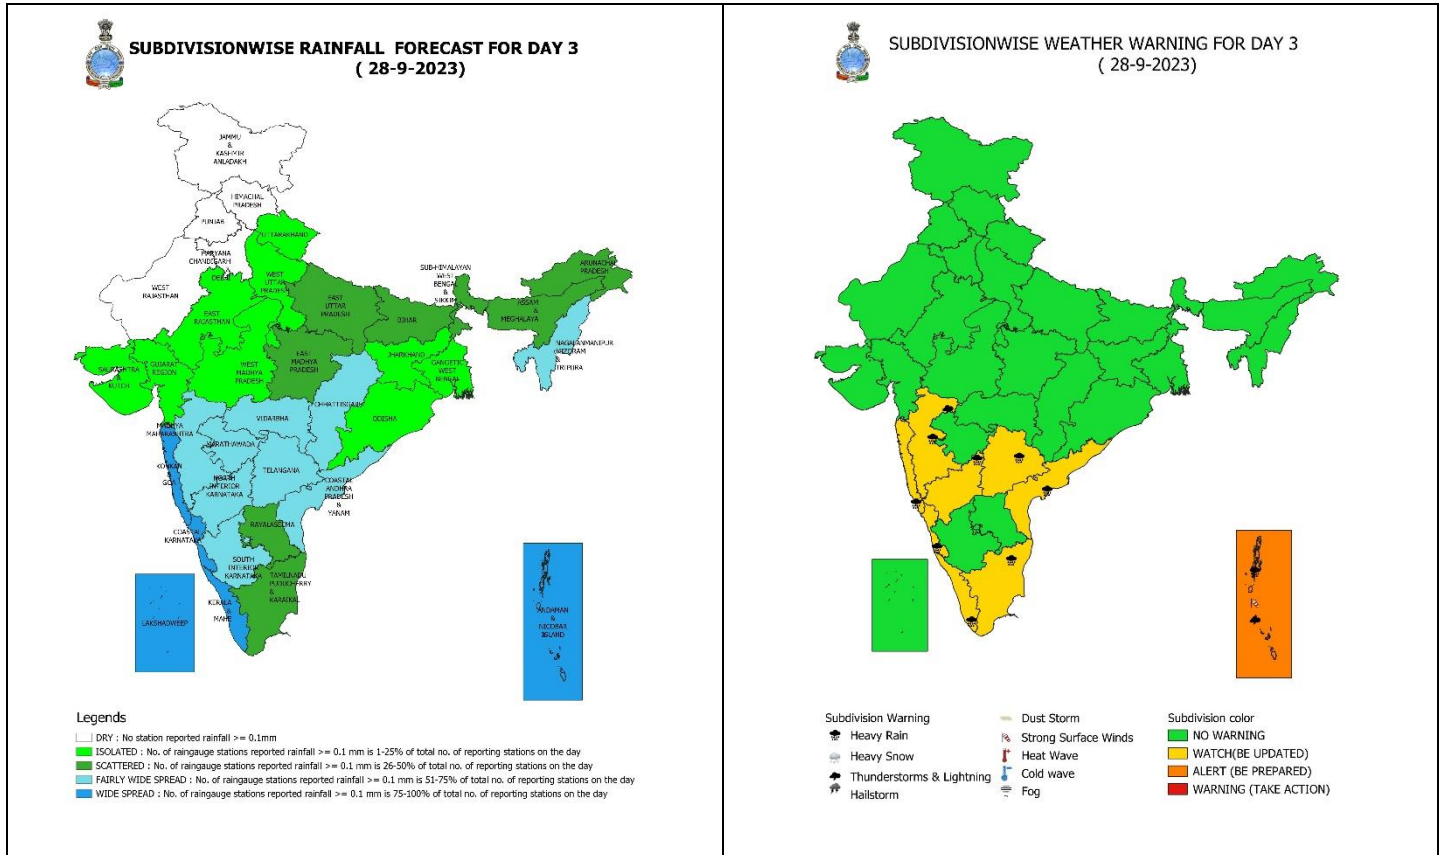 SUBDIVISIONWISE RAINFALL FORECAST FOR DAY 3
( 28-9-2023)
JAMMU
&
KASHMIR
ANLADAKH
HIMACHAL
PRADESH
PUNJAB
UTTARAKHAND
HARYANA
CHANDIGARH
DELHI
WEST
RAJASTHAN
WEST
UTTAR
PRADESH
EAST
RAJASTHAN
EAST
UTTAR
PRADESH
BIHAR
SUB-HIMALAYAN
WEST
BENGAL
&
SIKKIM
ARUNACHAL
PRADESH
ASSAM
&
MEGHALAYA
NAGALANMANIPUR
MIZORAM
&
TRIPURA
SAURASHTRA
&
KUTCH
GUJARAT
REGION
WEST
MADHYA
PRADESH
EAST
MADHYA
PRADESH
JHARKHAND
GANGETIC
WEST
BENGAL
CHHATTISGARH
ODISHA
VIDARBHA
MADHYA
MAHARASHTRA
MARATHAWADA
KONKAN
&
GOA
NORTH
INTERIOR
KARNATAKA
TELANGANA
COASTAL
ANDHRA
PRADESH
&
YANAM
RAYALASEEMA
COASTAL
KARNATAKA
SOUTH
INTERIOR
KARNATAKA
TAMILNADU
PUDUCHERRY
&
KARAIKAL
KERALA
&
MAHE
LAKSHADWEEP
ANDAMAN
&
NICOBAR
ISLAND
Legends
DRY : No station reported rainfall >= 0.1mm
ISOLATED : No. of raingauge stations reported rainfall >= 0.1 mm is 1-25% of total no. of reporting stations on the day
SCATTERED : No. of raingauge stations reported rainfall >= 0.1 mm is 26-50% of total no. of reporting stations on the day
FAIRLY WIDE SPREAD : No. of raingauge stations reported rainfall >= 0.1 mm is 51-75% of total no. of reporting stations on the day
WIDE SPREAD : No. of raingauge stations reported rainfall >= 0.1 mm is 75-100% of total no. of reporting stations on the day
SUBDIVISIONWISE WEATHER WARNING FOR DAY 3
( 28-9-2023)
Subdivision Warning
Heavy Rain
Heavy Snow
Thunderstorms & Lightning
Hailstorm
Dust Storm
Strong Surface Winds
Heat Wave
Cold wave
Fog
Subdivision color
NO WARNING
WATCH(BE UPDATED)
ALERT (BE PREPARED)
WARNING (TAKE ACTION)